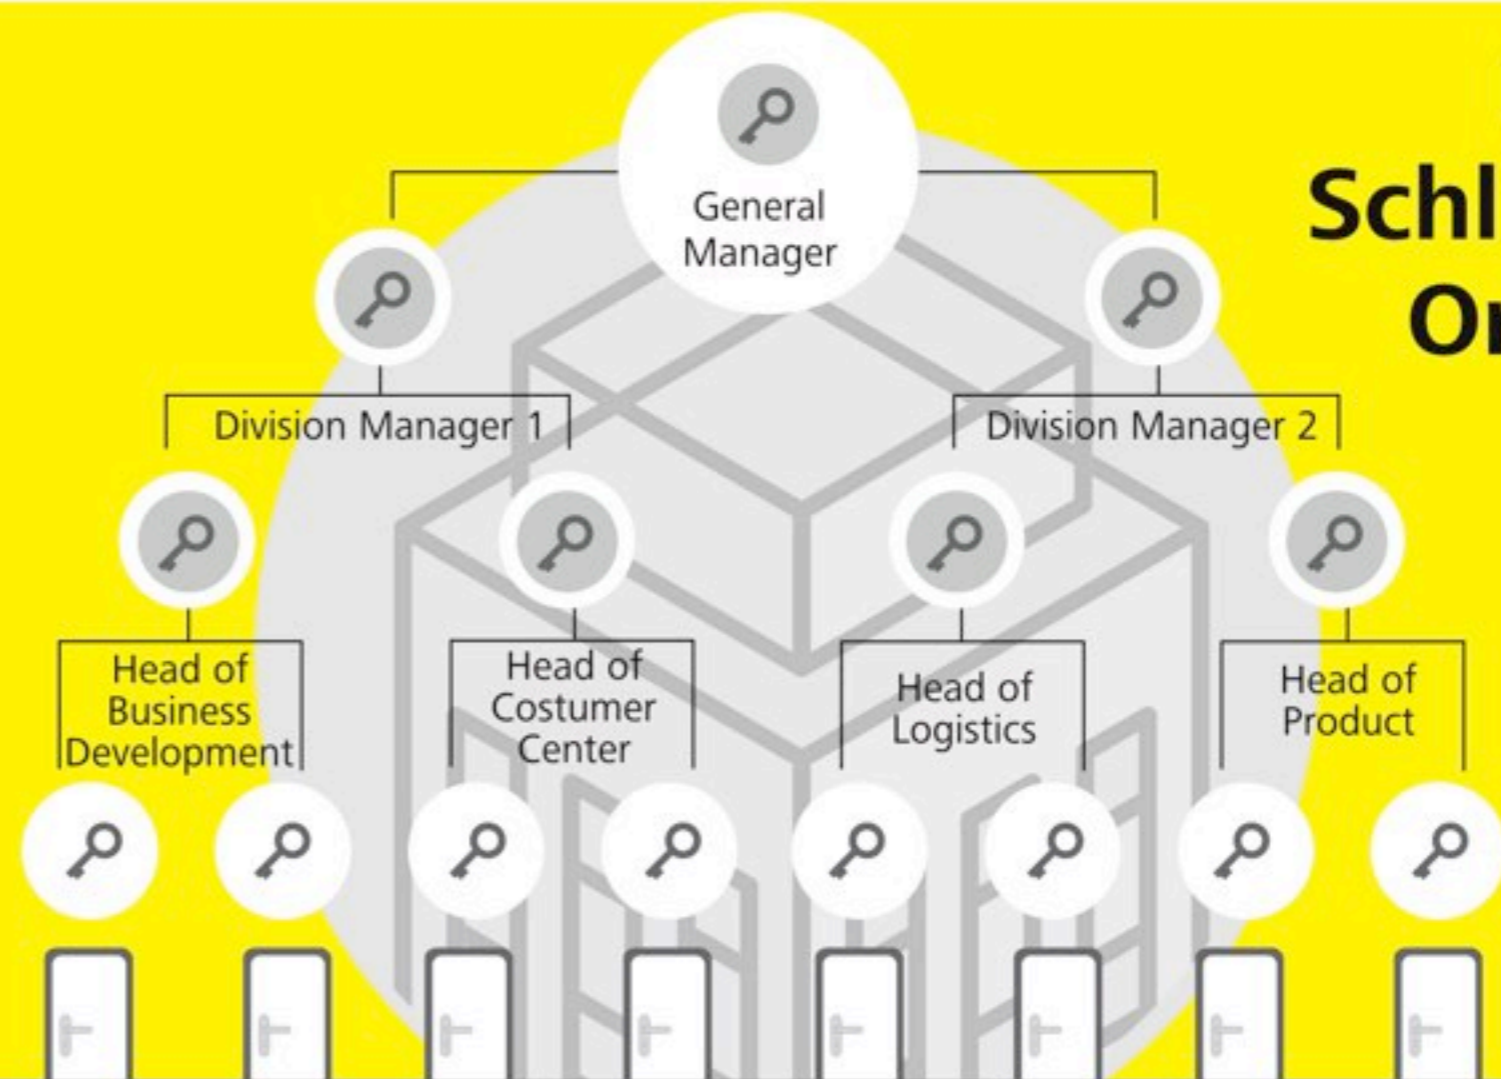 General
Manager
Schl
Or
Division Manager 1
Division Manager 2
Head of
Business
Development
Head of
Costumer
Center
Head of
Logistics
Head of
Product